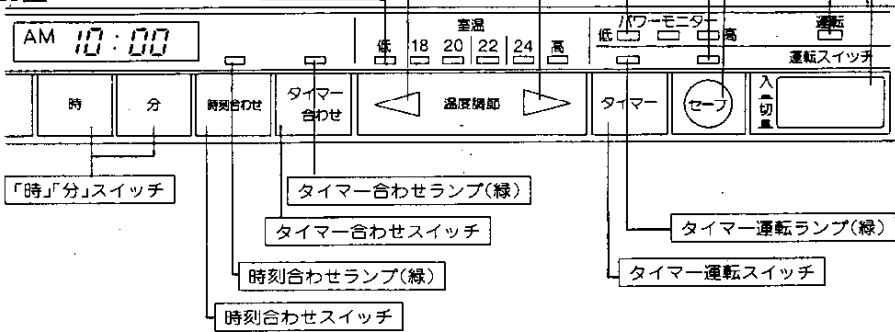 室温
パワーモニター
運転
AM 10:00
低 18 20 22 24 高
低 高
運転スイッチ
時
分
時刻合わせ
タイマー
合わせ
温度調節
タイマー
セーブ
入
切
「時」「分」スイッチ
タイマー合わせランプ(緑)
タイマー合わせスイッチ
タイマー運転ランプ(緑)
時刻合わせランプ(緑)
タイマー運転スイッチ
時刻合わせスイッチ